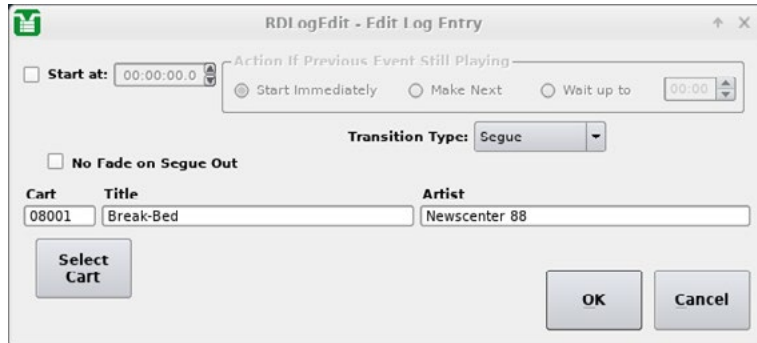 RDLogEdit - Edit Log Entry
Action If Previous Event Still Playing
Start at: 00:00:00.0 Start Immediately Make Next Wait up to 00:00
Transition Type: Segue
No Fade on Segue Out
Cart Title Artist
08001 Break-Bed Newscenter 88
Select
Cart
OK Cancel